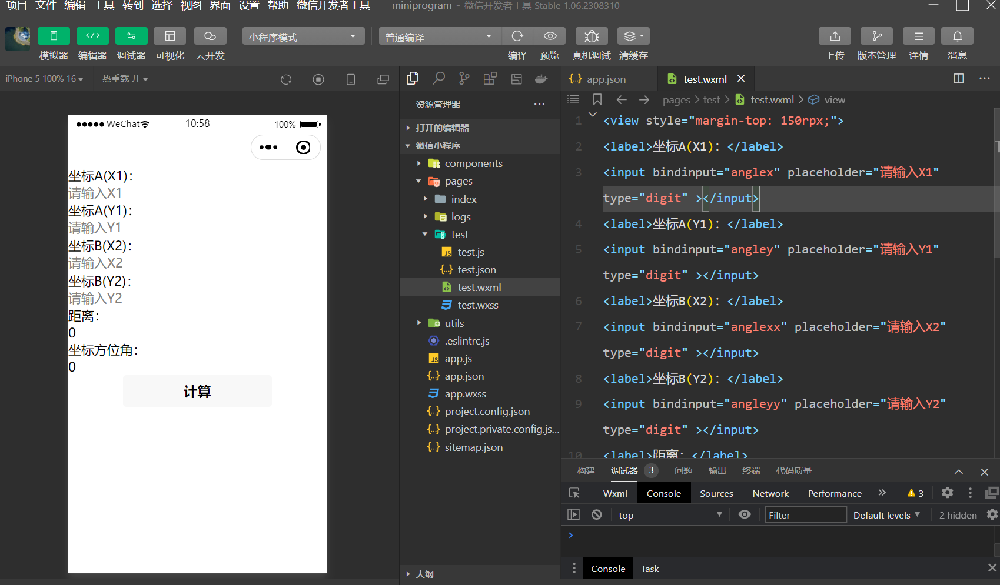 项目 文件 编辑 工具 转到 选择 视图 界面 设置 帮助 微信开发者工具 miniprogram - 微信开发者工具 Stable 1.06.2308310
小程序模式 普通编译
模拟器 编辑器 调试器 可视化 云开发 编译 预览 真机调试 清缓存 上传 版本管理 详情 消息
iPhone 5 100% 16 热重载 开
WeChat 10:58 100%
坐标A(X1)：
请输入X1
坐标A(Y1)：
请输入Y1
坐标B(X2)：
请输入X2
坐标B(Y2)：
请输入Y2
距离：
0
坐标方位角：
0
计算
资源管理器
打开的编辑器
微信小程序
components
pages
index
logs
test
test.js
test.json
test.wxml
test.wxss
utils
.eslintrc.js
app.js
app.json
app.wxss
project.config.json
project.private.config.js...
sitemap.json
大纲
app.json test.wxml
pages > test > test.wxml > view
1 <view style="margin-top: 150rpx;">
2 <label>坐标A(X1)：</label>
3 <input bindinput="anglex" placeholder="请输入X1"
type="digit" ></input>
4 <label>坐标A(Y1)：</label>
5 <input bindinput="angley" placeholder="请输入Y1"
type="digit" ></input>
6 <label>坐标B(X2)：</label>
7 <input bindinput="anglexx" placeholder="请输入X2"
type="digit" ></input>
8 <label>坐标B(Y2)：</label>
9 <input bindinput="angleyy" placeholder="请输入Y2"
type="digit" ></input>
10 <label>距离：</label>
构建 调试器 3 问题 输出 终端 代码质量
Wxml Console Sources Network Performance 3
top Filter Default levels 2 hidden
Console Task